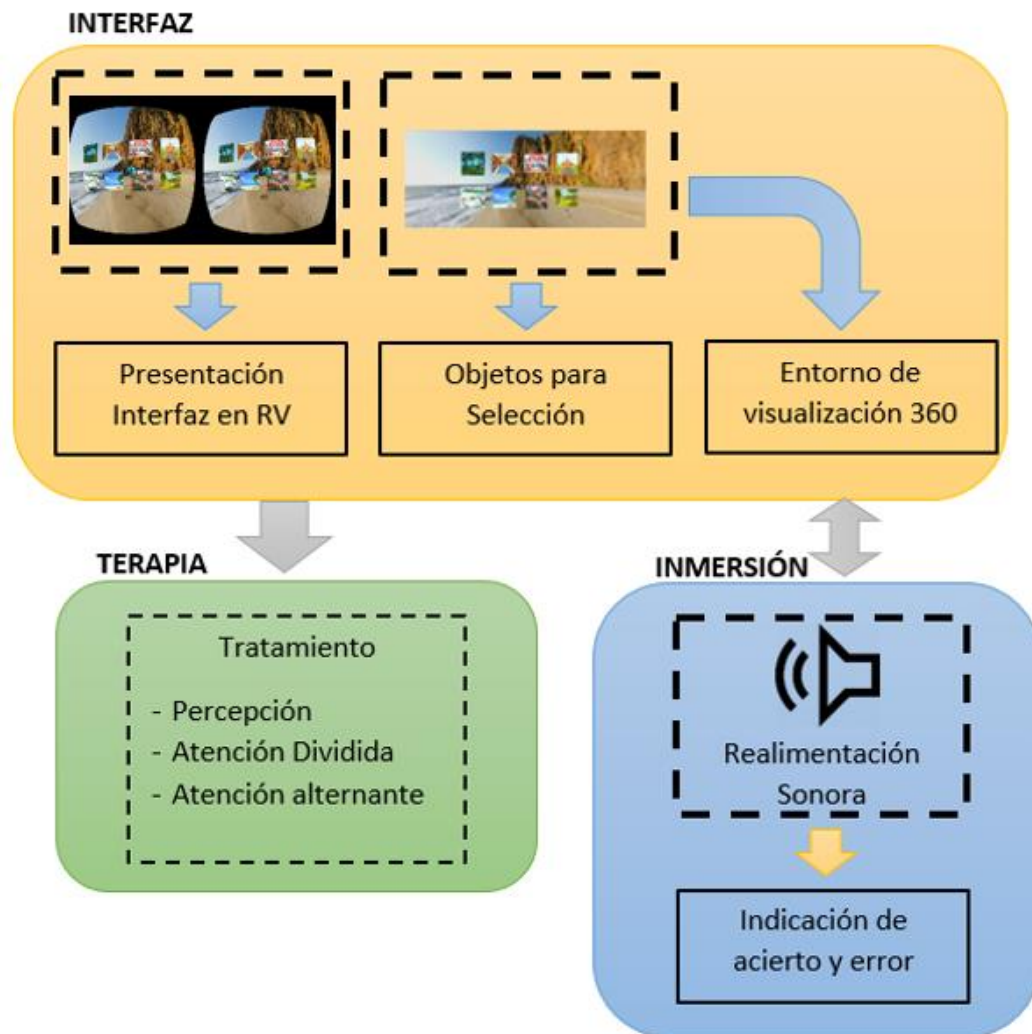 INTERFAZ
Presentación
Interfaz en RV
Objetos para
Selección
Entorno de
visualización 360
TERAPIA
Tratamiento
- Percepción
- Atención Dividida
- Atención alternante
INMERSIÓN
Realimentación
Sonora
Indicación de
acierto y error